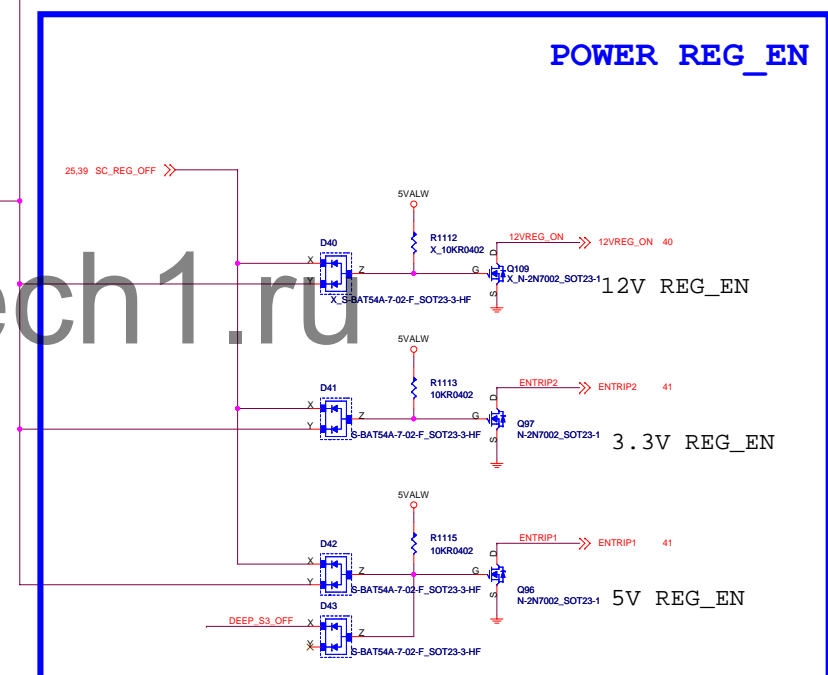 POWER REG_EN
25,39 SC_REG_OFF
5VALW
D40
R1112
X_10KR0402
12VREG_ON
12VREG_ON 40
X
Y
Z
G
D
S
Q109
X_N-2N7002_SOT23-1
12V REG_EN
X_S-BAT54A-7-02-F_SOT23-3-HF
ech1.ru
5VALW
D41
R1113
10KR0402
ENTRIP2
ENTRIP2 41
X
Y
Z
G
D
S
Q97
N-2N7002_SOT23-1
3.3V REG_EN
S-BAT54A-7-02-F_SOT23-3-HF
5VALW
D42
R1115
10KR0402
ENTRIP1
ENTRIP1 41
X
Y
Z
G
D
S
Q96
N-2N7002_SOT23-1
5V REG_EN
S-BAT54A-7-02-F_SOT23-3-HF
D43
DEEP_S3_OFF
X
Y
Z
S-BAT54A-7-02-F_SOT23-3-HF